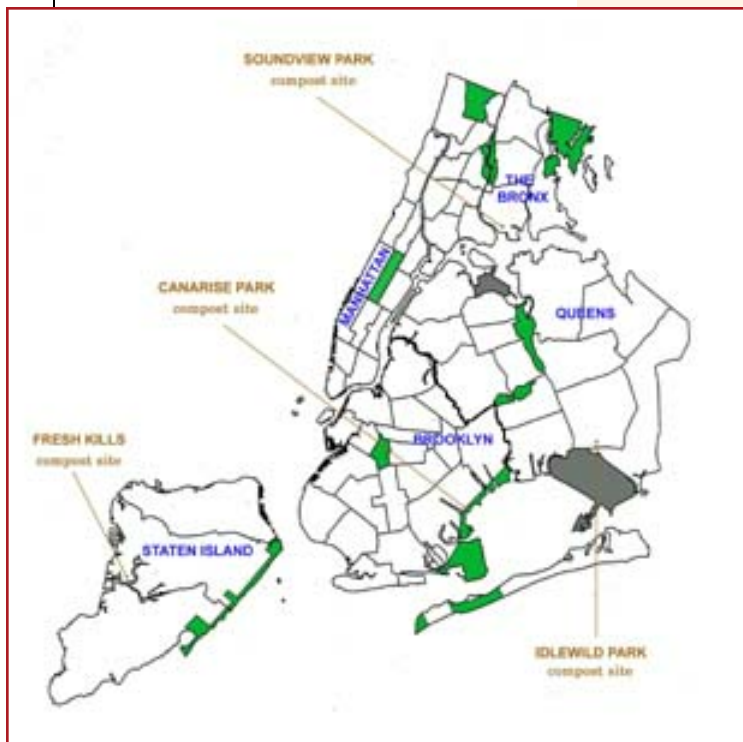 SOUNDVIEW PARK
compost site
THE
BRONX
MANHATTAN
CANARISE PARK
compost site
QUEENS
FRESH KILLS
compost site
BROOKLYN
STATEN ISLAND
IDLEWILD PARK
compost site